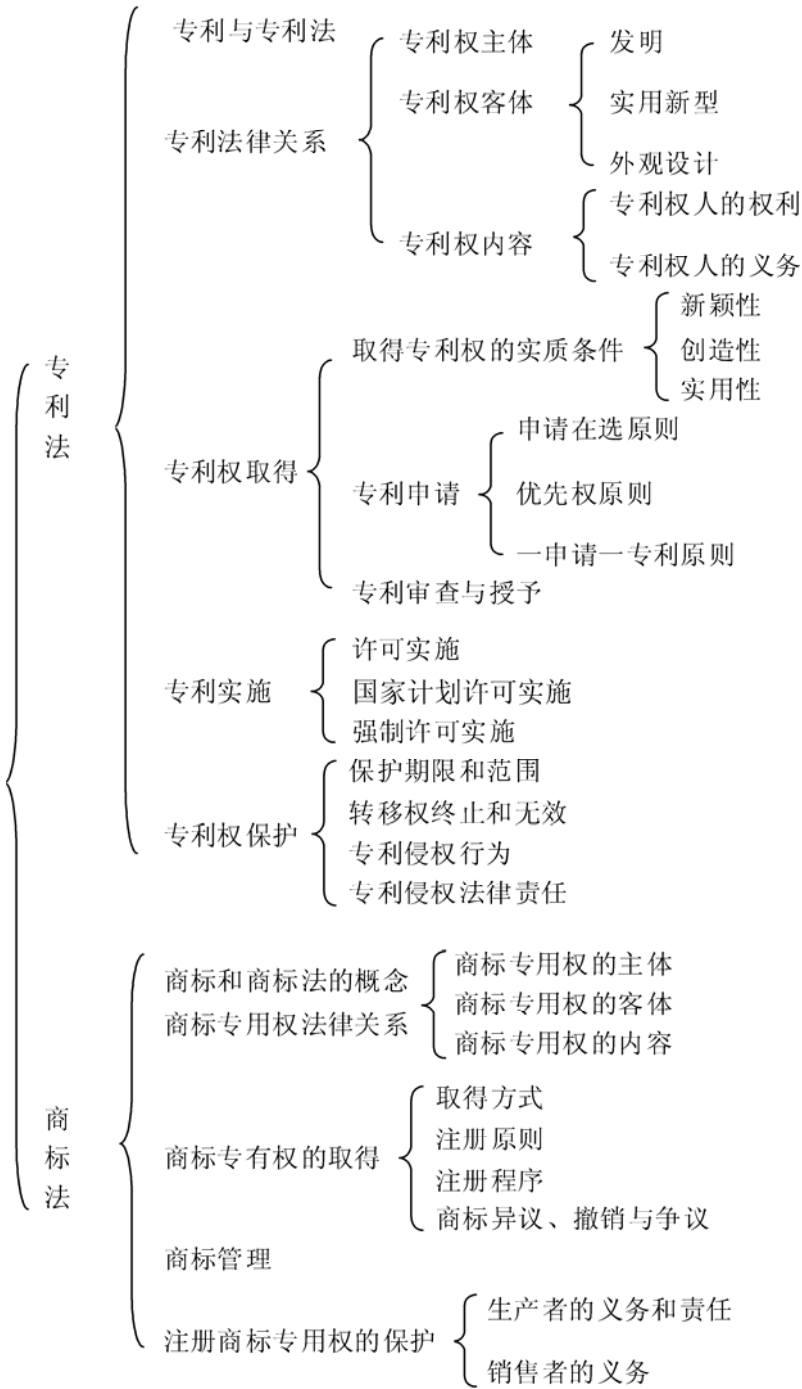 专利与专利法
专利权主体
发明
专利权客体
实用新型
专利法律关系
外观设计
专利权人的权利
专利权内容
专利权人的义务
新颖性
取得专利权的实质条件
创造性
实用性
专利法
申请在选原则
专利权取得
专利申请
优先权原则
一申请一专利原则
专利审查与授予
许可实施
专利实施
国家计划许可实施
强制许可实施
保护期限和范围
转移权终止和无效
专利权保护
专利侵权行为
专利侵权法律责任
商标和商标法的概念
商标专用权的主体
商标专用权的客体
商标专用权法律关系
商标专用权的内容
商标法
取得方式
注册原则
商标专有权的取得
注册程序
商标异议、撤销与争议
商标管理
生产者的义务和责任
注册商标专用权的保护
销售者的义务